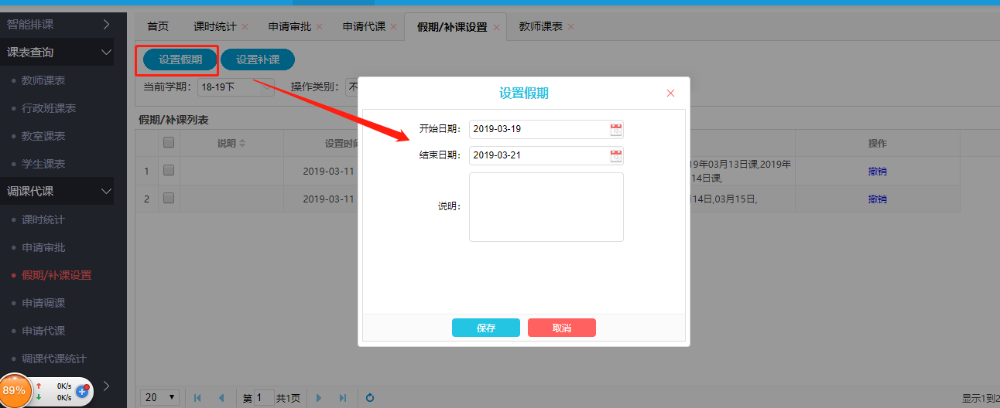 智能排课
课表查询
教师课表
行政班课表
教室课表
学生课表
调课代课
课时统计
申请审批
假期/补课设置
申请调课
申请代课
调课代课统计
89%
0K/s
0K/s
首页 课时统计 申请审批 申请代课 假期/补课设置 教师课表
设置假期 设置补课
当前学期: 18-19下 操作类别: 不
假期/补课列表
说明 设置时间 操作
1 2019-03-11 19年03月13日课,2019年
14日课, 撤销
2 2019-03-11 14日,03月15日, 撤销
设置假期
开始日期: 2019-03-19
结束日期: 2019-03-21
说明:
保存 取消
20 第 1 共1页
显示1到2